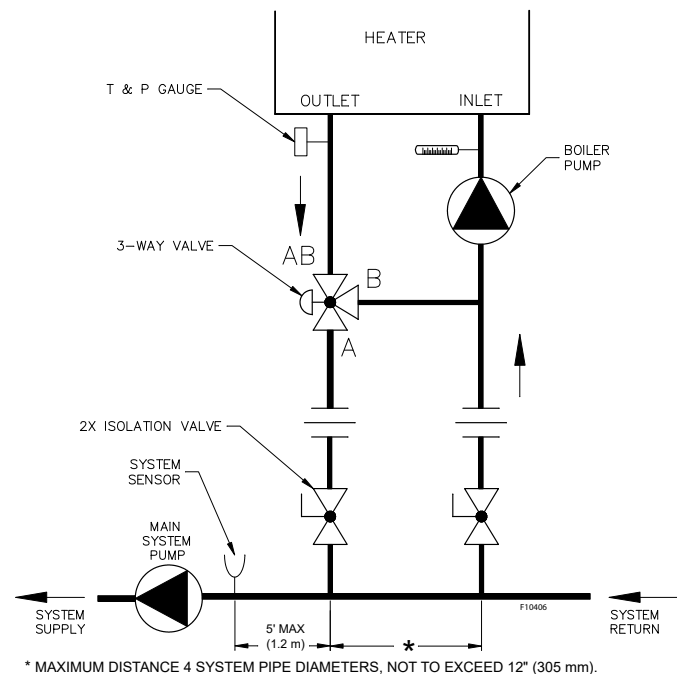 HEATER
T & P GAUGE
OUTLET
INLET
BOILER
PUMP
AB
3-WAY VALVE
B
A
2X ISOLATION VALVE
SYSTEM
SENSOR
MAIN
SYSTEM
PUMP
F10406
SYSTEM
SUPPLY
5' MAX
(1.2 m)
*
SYSTEM
RETURN
* MAXIMUM DISTANCE 4 SYSTEM PIPE DIAMETERS, NOT TO EXCEED 12" (305 mm).